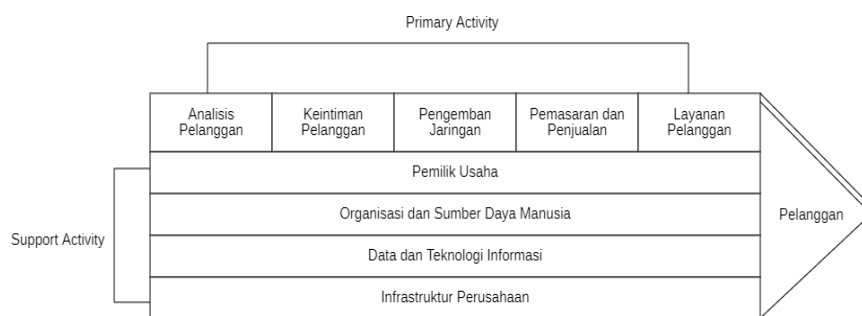 Primary Activity
Analisis
Pelanggan
Keintiman
Pelanggan
Pengemban
Jaringan
Pemasaran dan
Penjualan
Layanan
Pelanggan
Pemilik Usaha
Organisasi dan Sumber Daya Manusia
Data dan Teknologi Informasi
Infrastruktur Perusahaan
Support Activity
Pelanggan